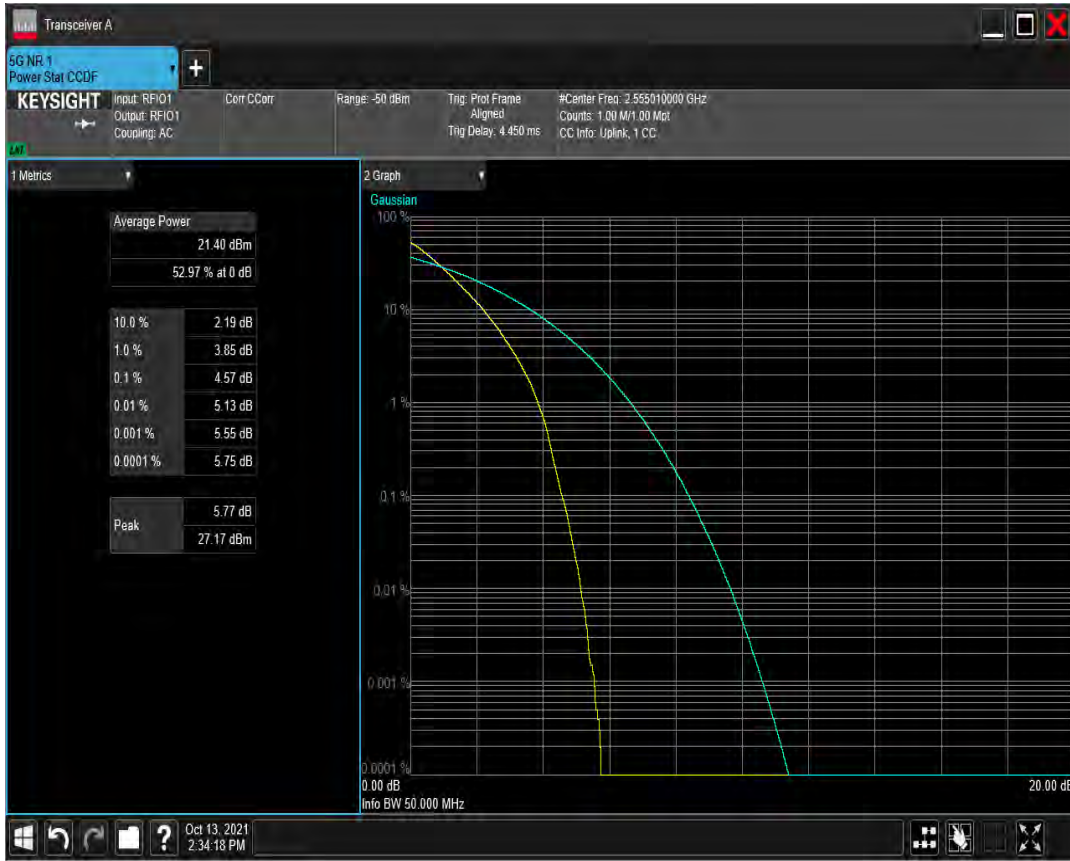 Transceiver A
5G NR 1
Power Stat CCDF
+
KEYSIGHT
Input: RFIO1
Output: RFIO1
Coupling: AC
Corr CCorr
Range: -50 dBm
Trig: Prot Frame
Aligned
Trig Delay: 4.450 ms
#Center Freq: 2.555010000 GHz
Counts: 1.00 M/1.00 Mpt
CC Info: Uplink, 1 CC
LNT
1 Metrics
Average Power
21.40 dBm
52.97 % at 0 dB
10.0 % 2.19 dB
1.0 % 3.85 dB
0.1 % 4.57 dB
0.01 % 5.13 dB
0.001 % 5.55 dB
0.0001 % 5.75 dB
Peak 5.77 dB
27.17 dBm
2 Graph
Gaussian
100 %
10 %
1 %
0.1 %
0.01 %
0.001 %
0.0001 %
0.00 dB 20.00 dB
Info BW 50.000 MHz
?
Oct 13, 2021
2:34:18 PM